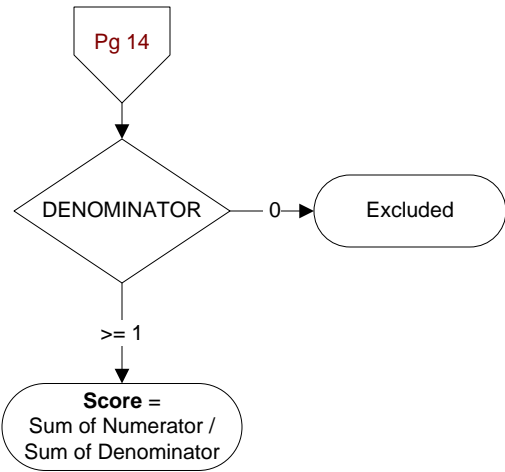 Pg 14
DENOMINATOR
0
Excluded
>= 1
Score =
Sum of Numerator /
Sum of Denominator